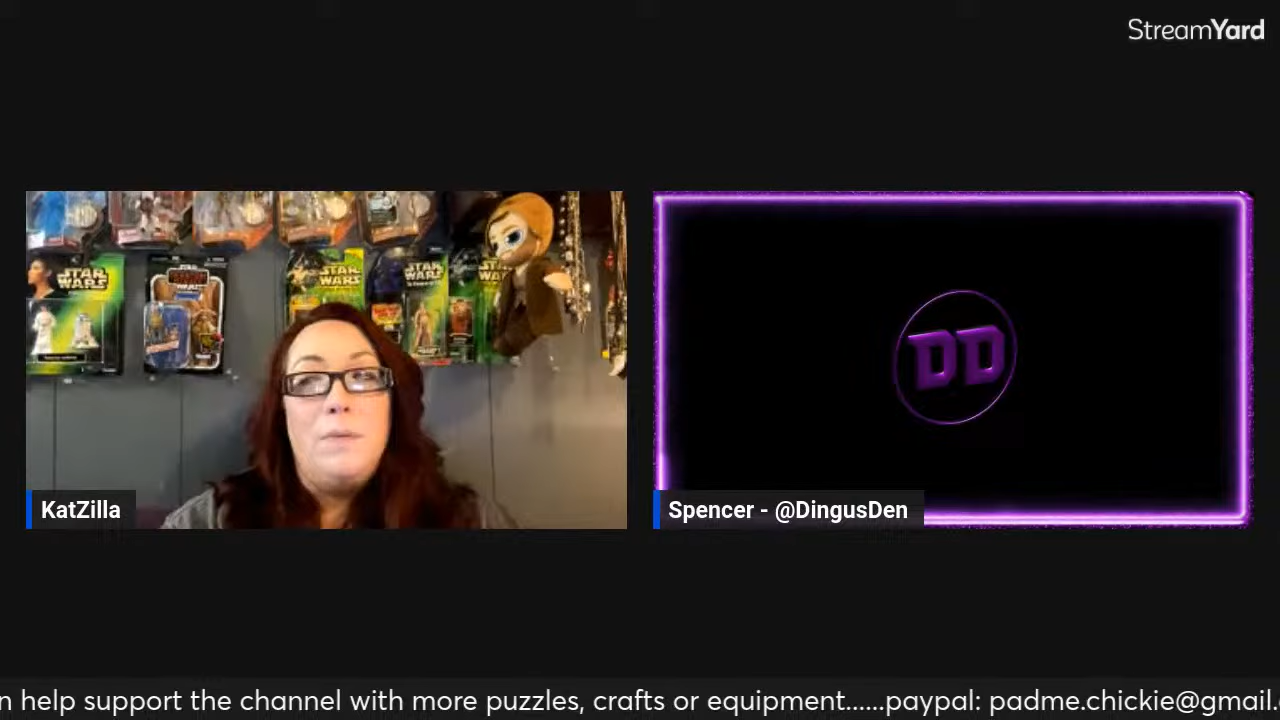 StreamYard
STAR
WARS
STAR
WARS
STAR
WARS
STAR
WARS
DD
KatZilla
Spencer - @DingusDen
n help support the channel with more puzzles, crafts or equipment......paypal: padme.chickie@gmail.